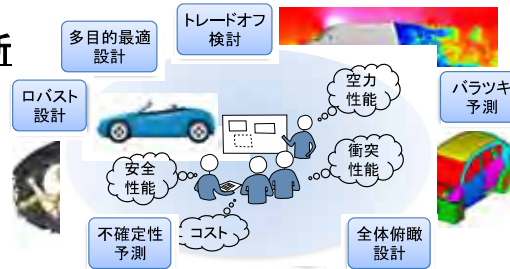 トレードオフ
検討
多目的最適
設計
ロバスト
設計
バラツキ
予測
空力
性能
衝突
性能
安全
性能
コスト
不確定性
予測
全体俯瞰
設計